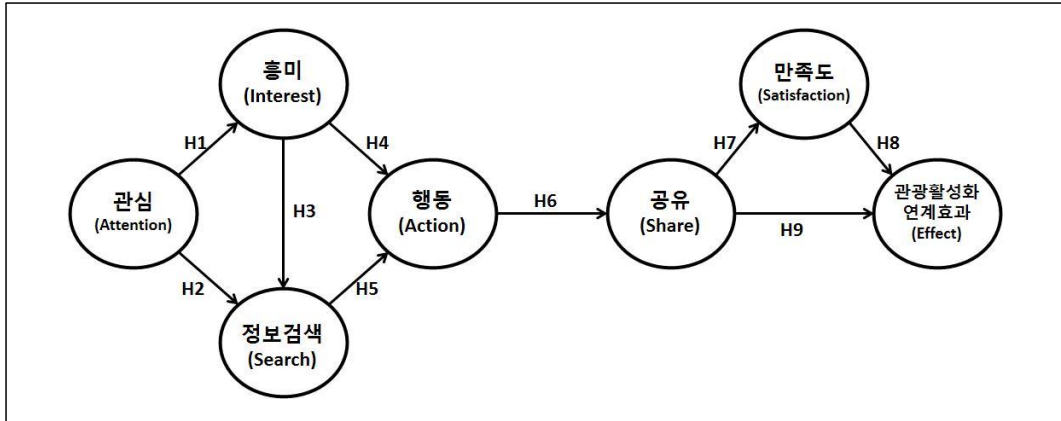 흥미
(Interest)
만족도
(Satisfaction)
H1
H4
H7
H8
관심
(Attention)
H3
행동
(Action)
H6
공유
(Share)
H9
관광활성화
연계효과
(Effect)
H2
H5
정보검색
(Search)